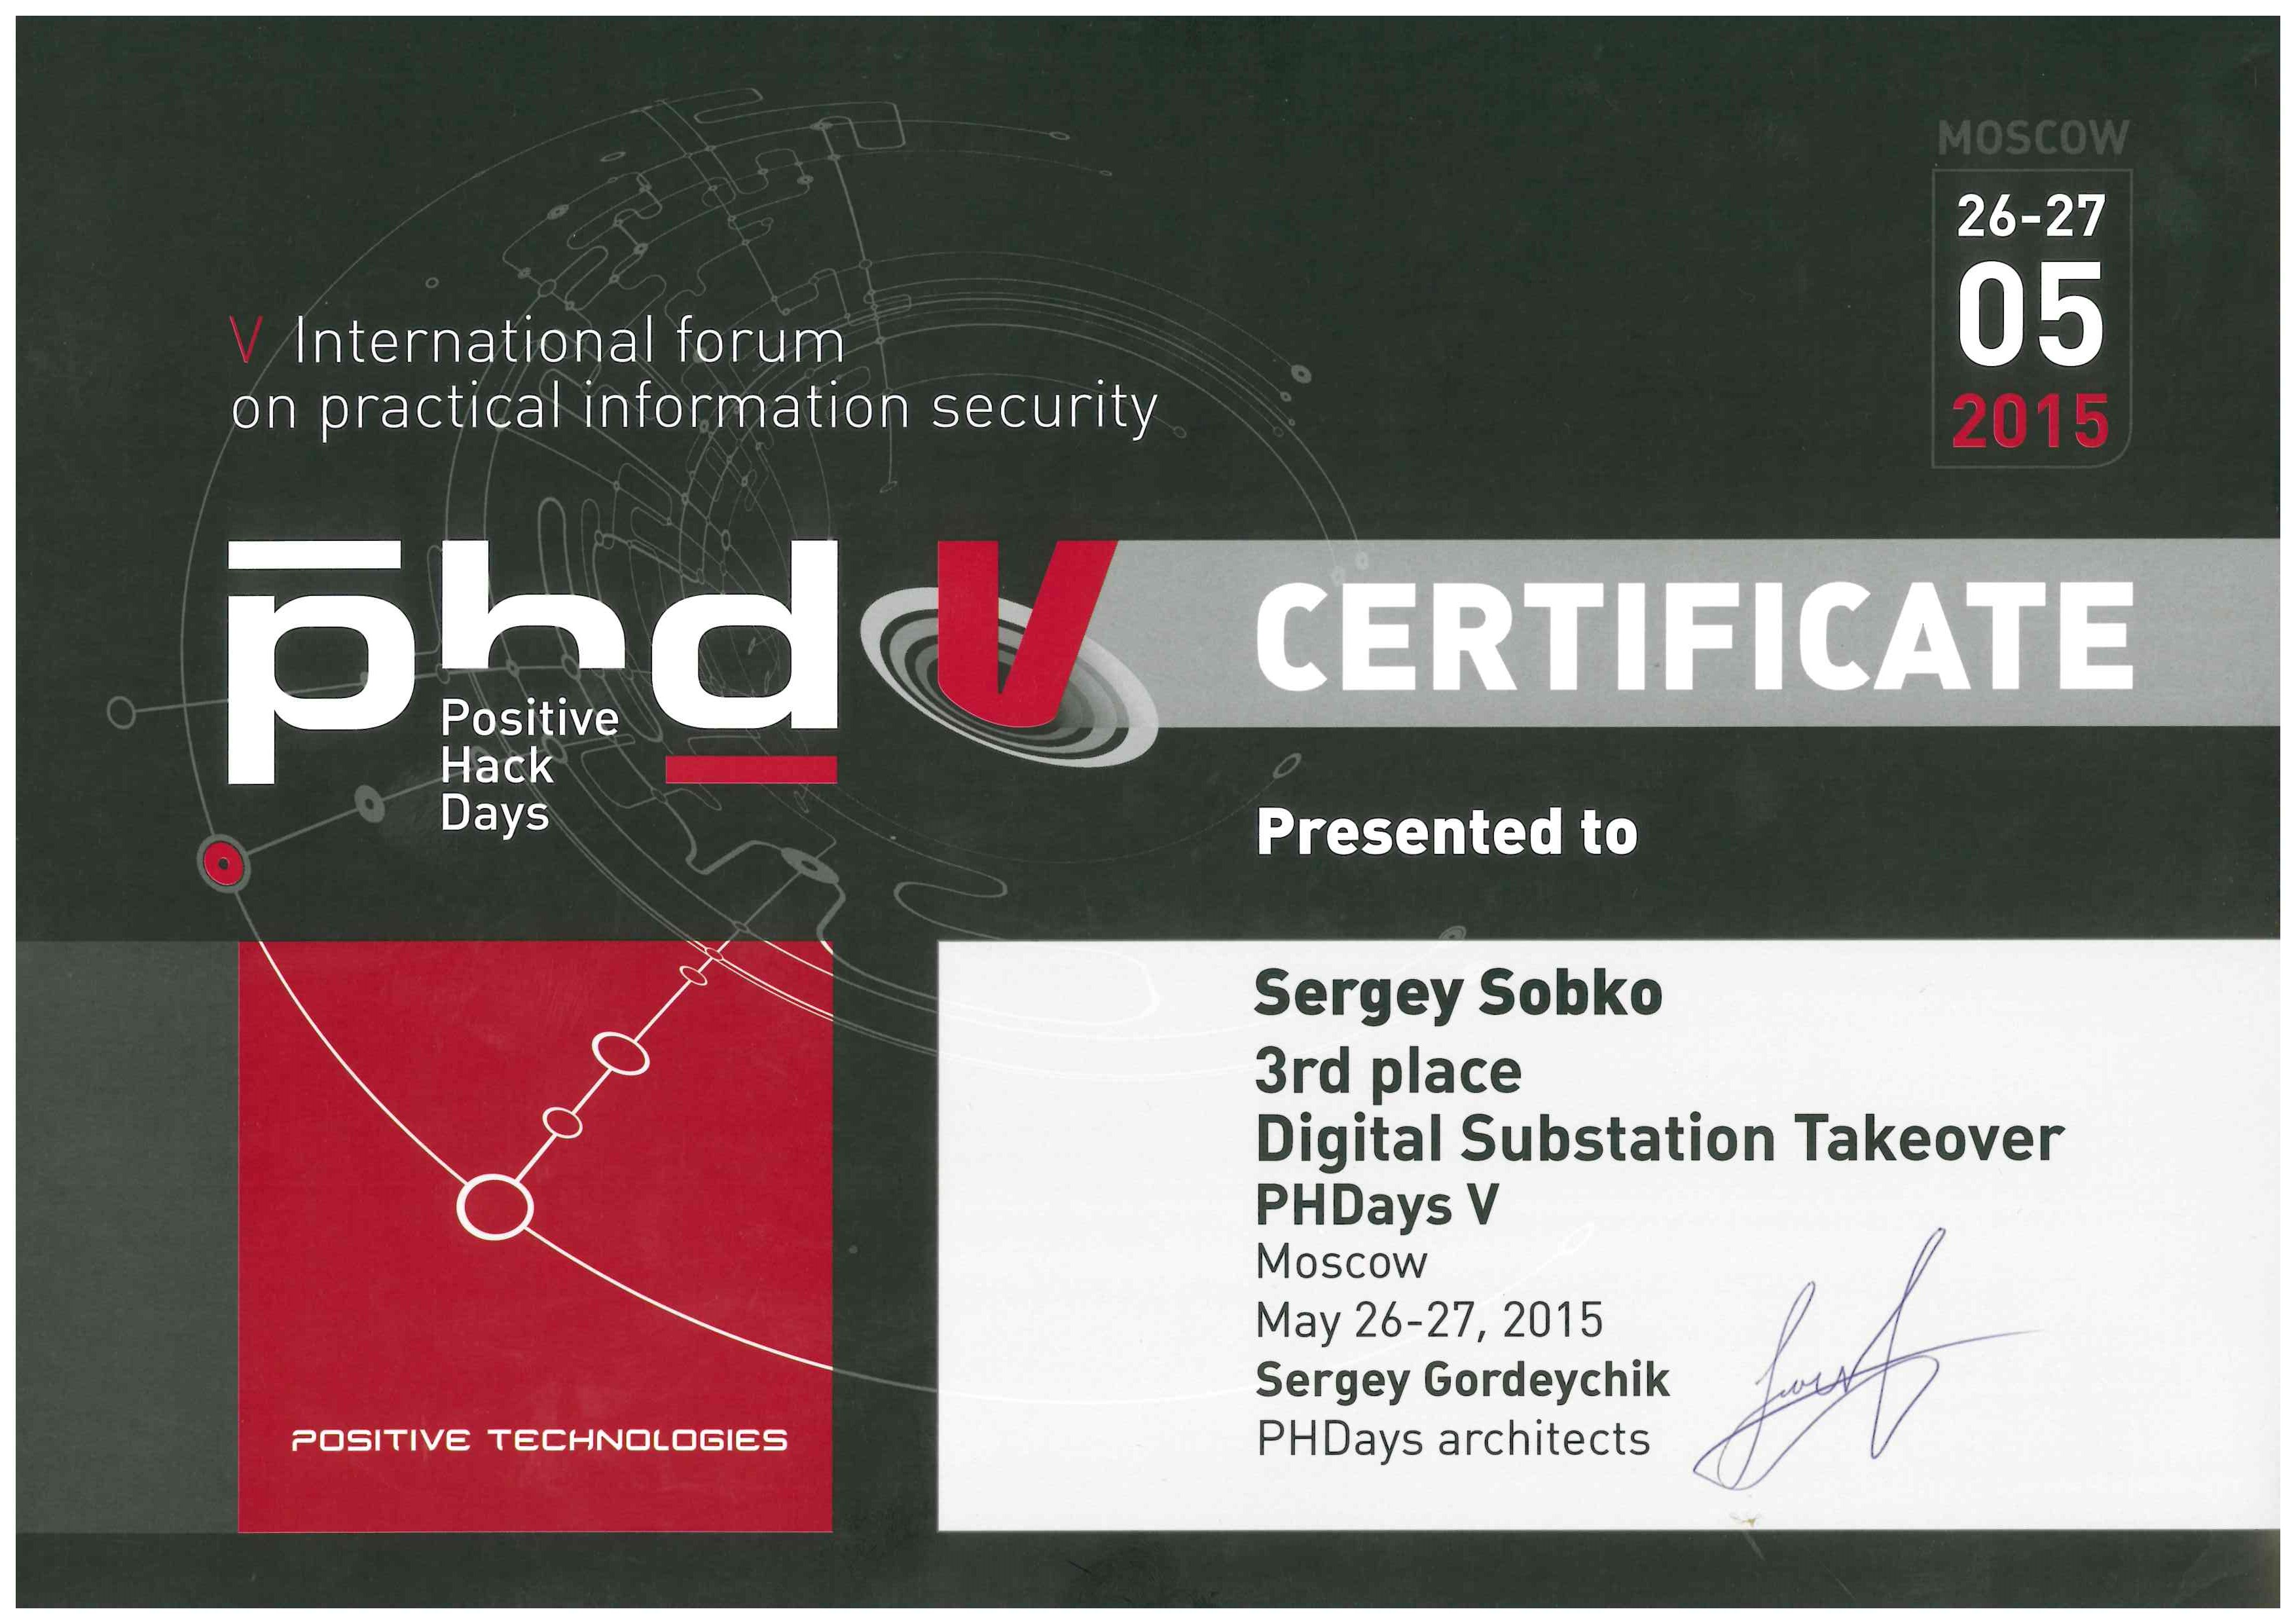 MOSCOW
26-27
05
2015
V International forum
on practical information security
phd V
Positive
Hack
Days
CERTIFICATE
Presented to
Sergey Sobko
3rd place
Digital Substation Takeover
PHDays V
Moscow
May 26-27, 2015
Sergey Gordeychik
PHDays architects
POSITIVE TECHNOLOGIES